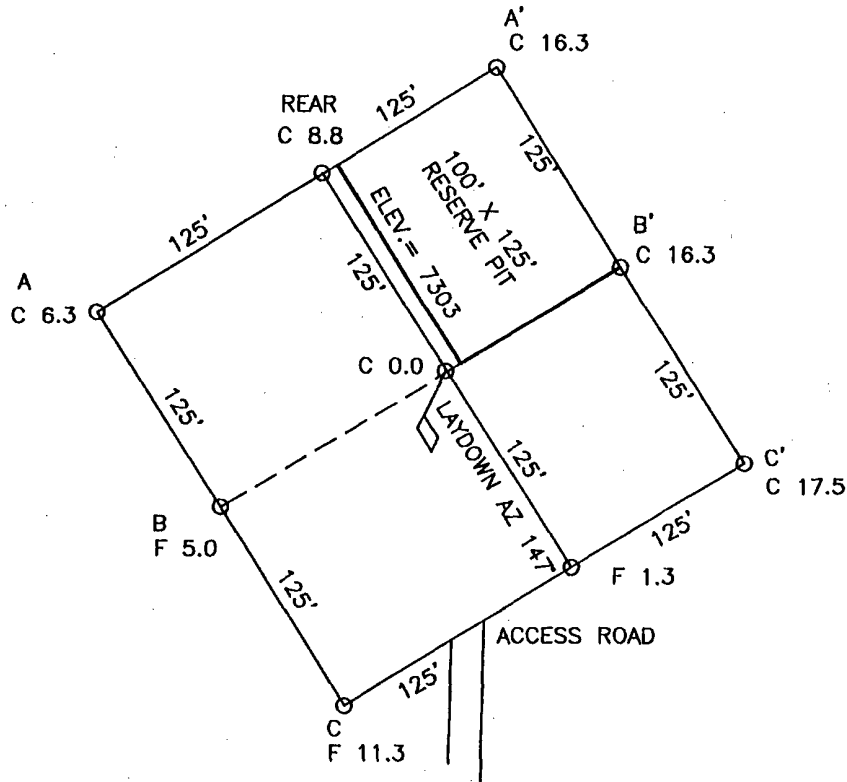 A'
C 16.3
125'
REAR
C 8.8
125'
100' X 125'
RESERVE PIT
125'
ELEV.= 7303
125'
B'
C 16.3
A
C 6.3
C 0.0
125'
125'
LAYDOWN AZ 147'
125'
C'
C 17.5
B
F 5.0
125'
125'
F 1.3
ACCESS ROAD
125'
C
F 11.3